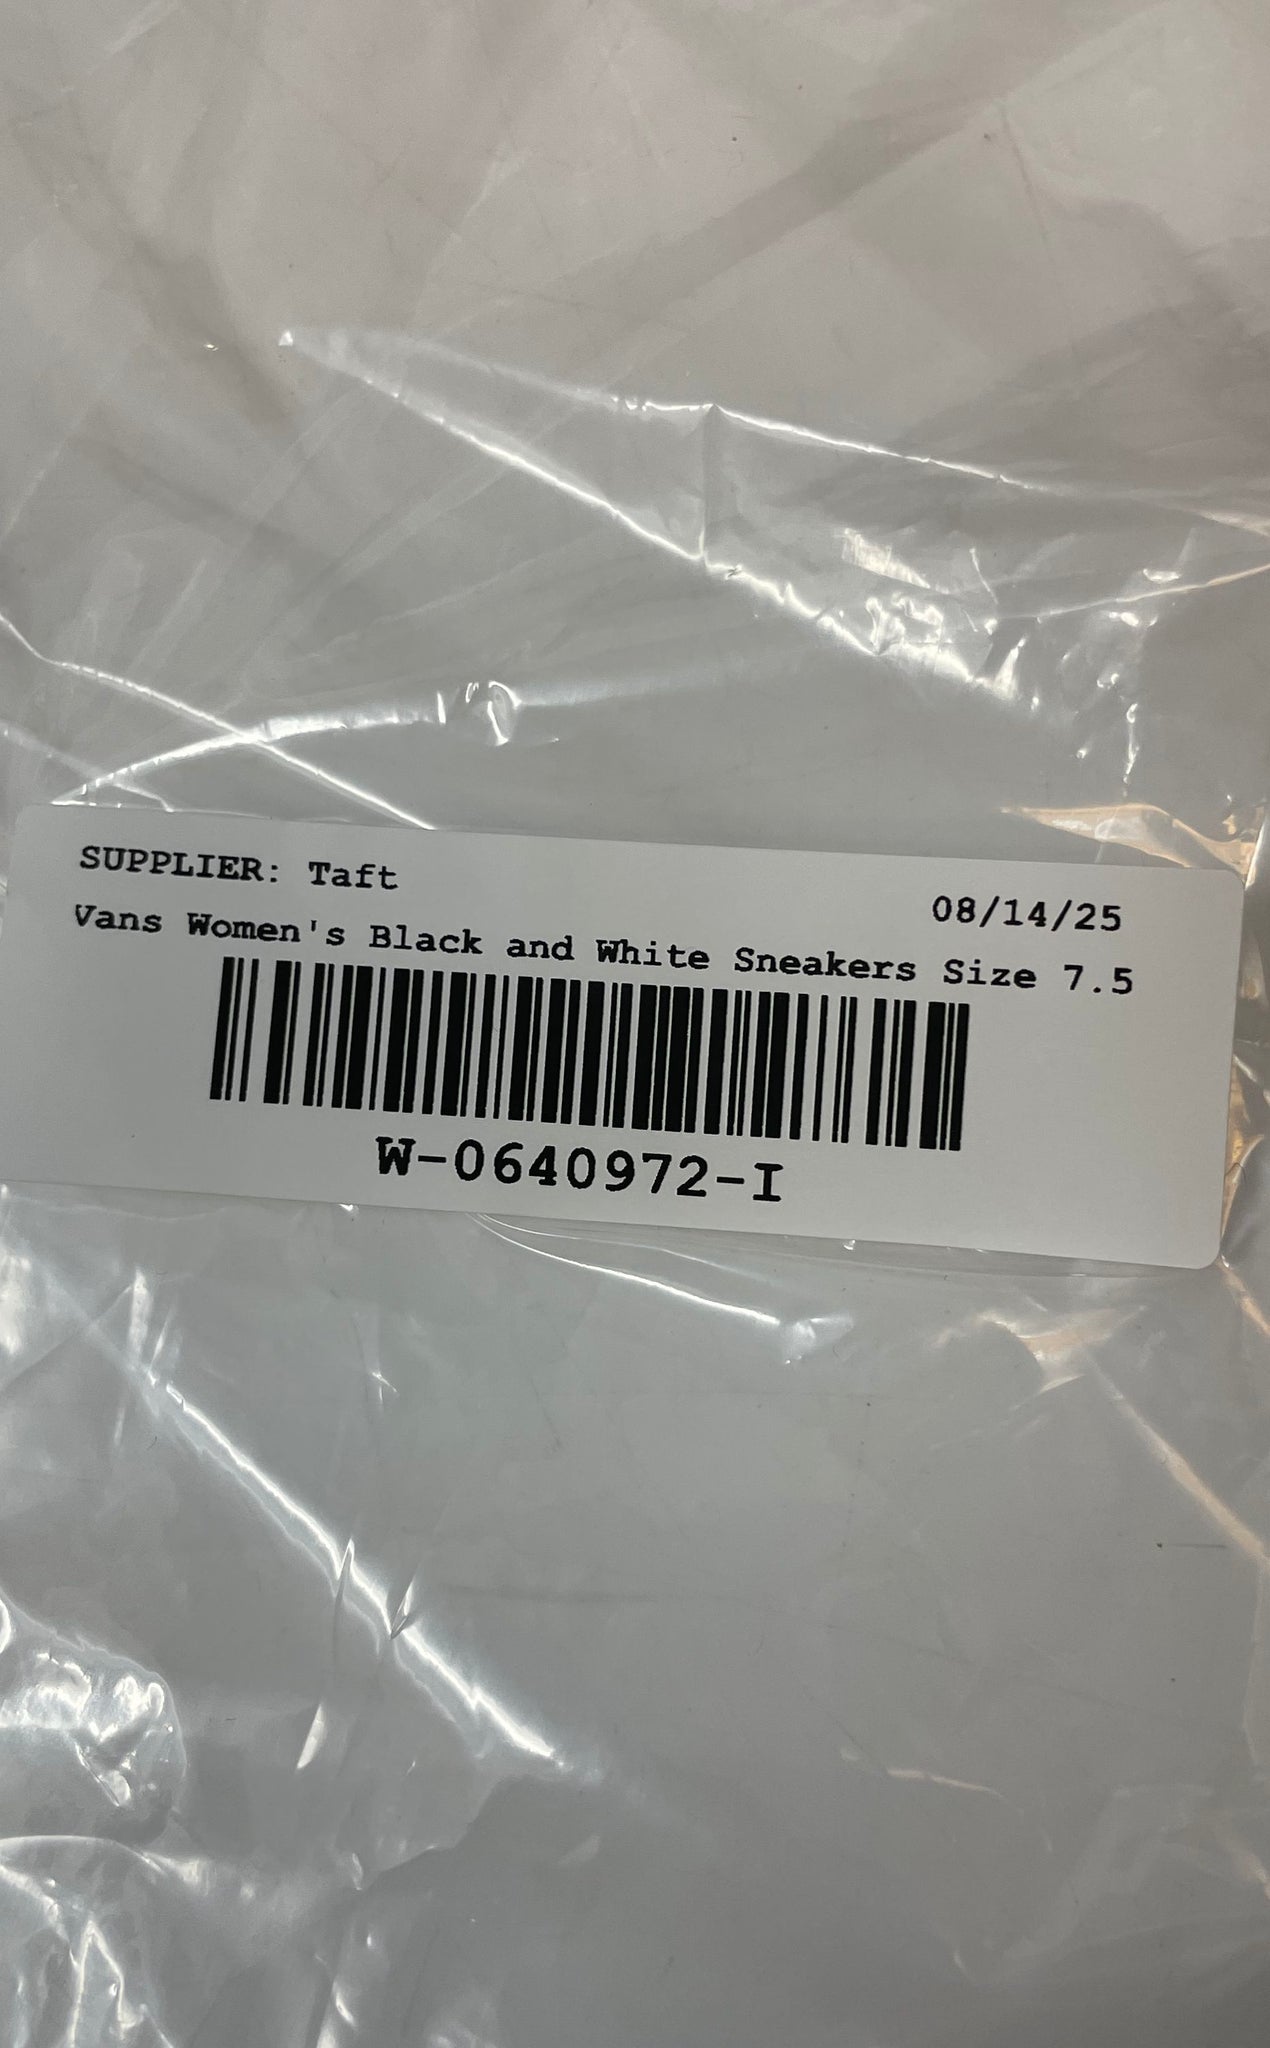 SUPPLIER: Taft
08/14/25
Vans Women's Black and White Sneakers Size 7.5
W-0640972-I